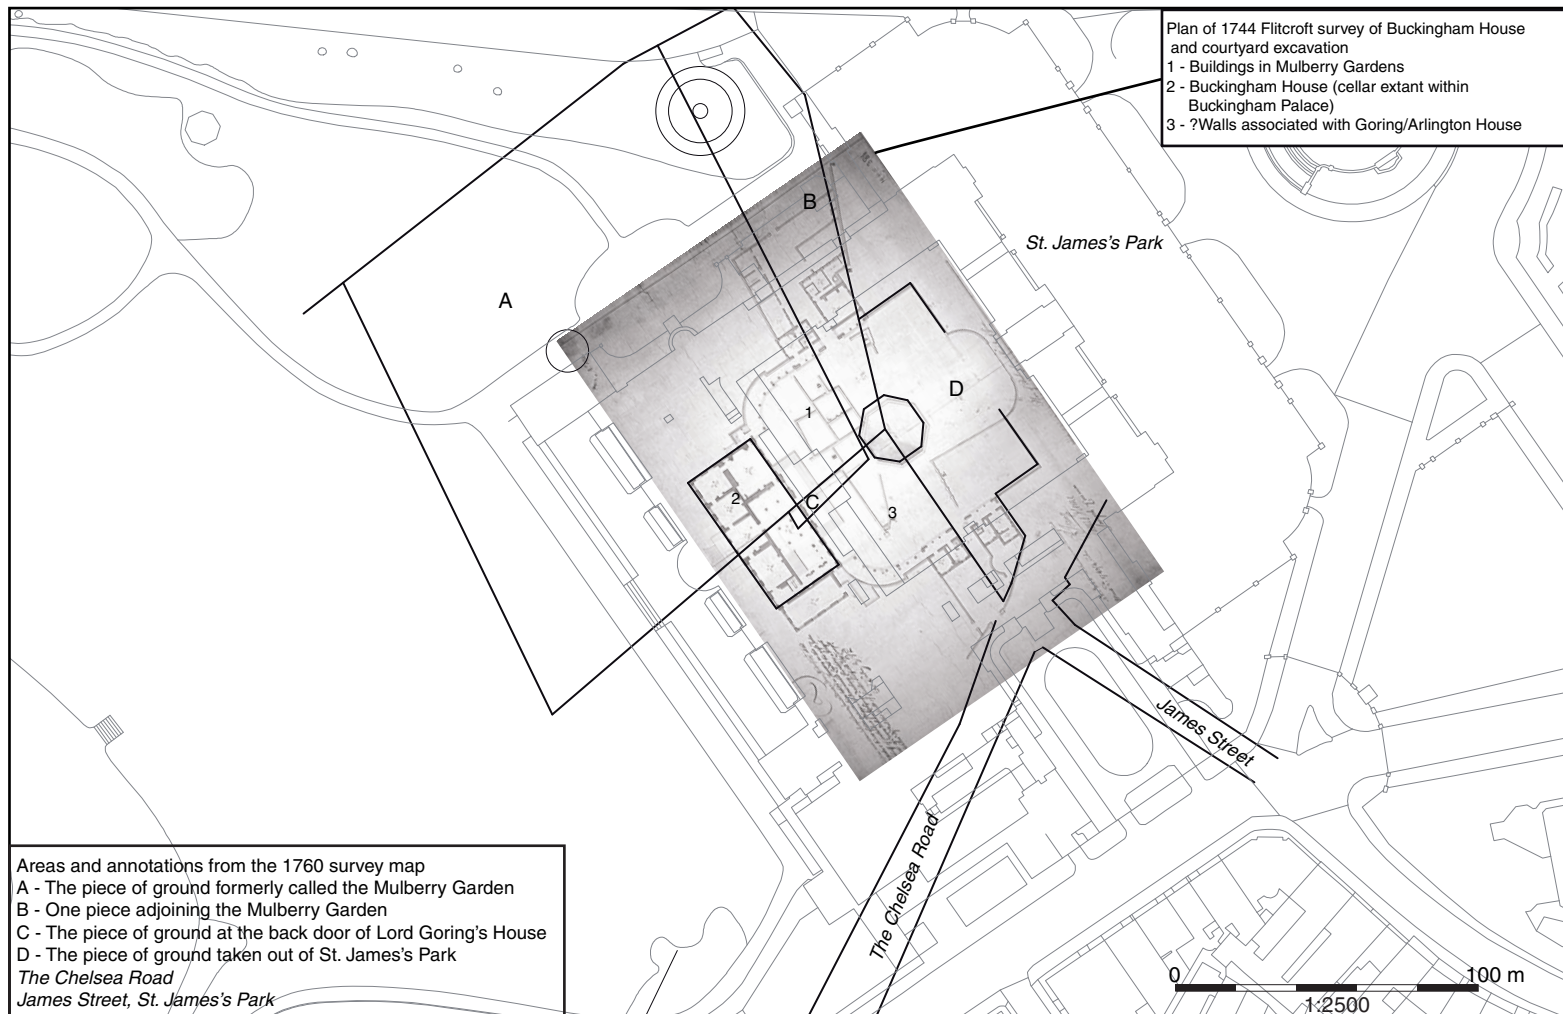 Plan of 1744 Flitcroft survey of Buckingham House
and courtyard excavation
1 - Buildings in Mulberry Gardens
2 - Buckingham House (cellar extant within
Buckingham Palace)
3 - ?Walls associated with Goring/Arlington House
B
St. James's Park
A
D
1
2
C
3
James Street
The Chelsea Road
Areas and annotations from the 1760 survey map
A - The piece of ground formerly called the Mulberry Garden
B - One piece adjoining the Mulberry Garden
C - The piece of ground at the back door of Lord Goring's House
D - The piece of ground taken out of St. James's Park
The Chelsea Road
James Street, St. James's Park
0 100 m
1:2500